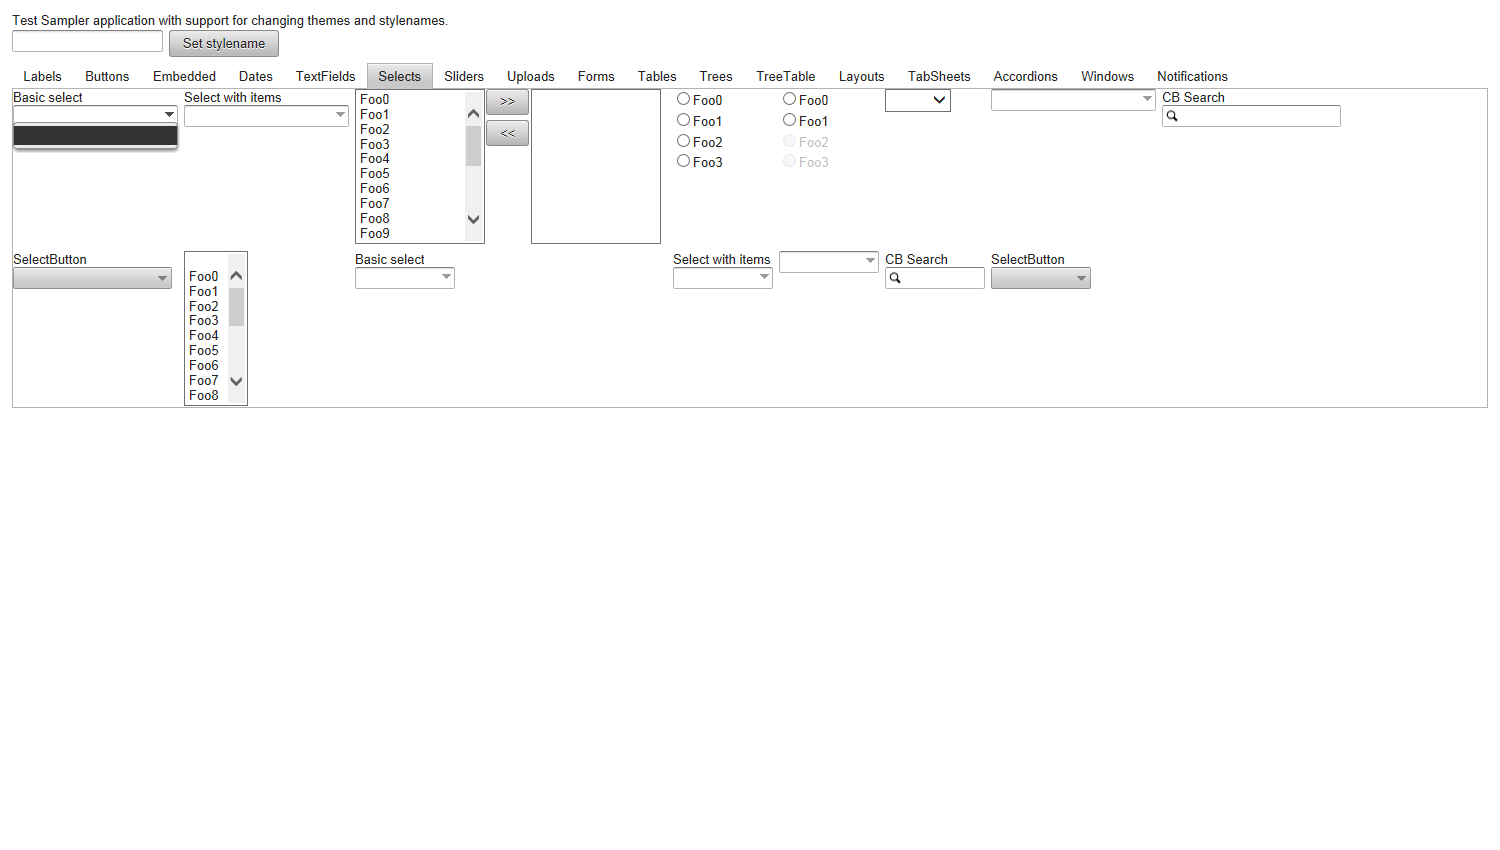 Test Sampler application with support for changing themes and stylenames.
Set stylename
Labels Buttons Embedded Dates TextFields Selects Sliders Uploads Forms Tables Trees TreeTable Layouts TabSheets Accordions Windows Notifications
Basic select
Select with items
Foo0
Foo1
Foo2
Foo3
Foo4
Foo5
Foo6
Foo7
Foo8
Foo9
>>
<<
Foo0
Foo1
Foo2
Foo3
Foo0
Foo1
Foo2
Foo3
CB Search
SelectButton
Foo0
Foo1
Foo2
Foo3
Foo4
Foo5
Foo6
Foo7
Foo8
Basic select
Select with items
CB Search
SelectButton